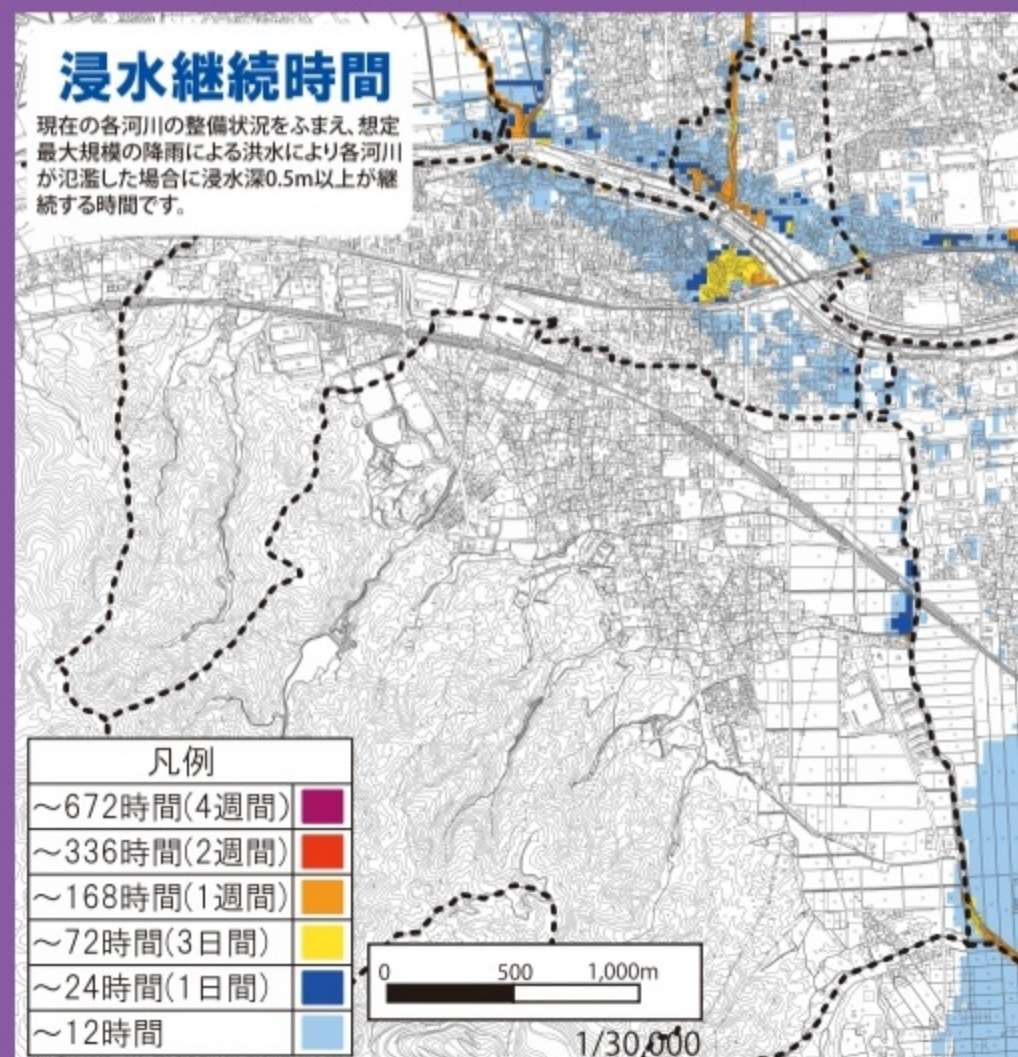 浸水継続時間
現在の各河川の整備状況をふまえ、想定
最大規模の降雨による洪水により各河川
が氾濫した場合に浸水深0.5m以上が継
続する時間です。
凡例
～672時間(4週間)
～336時間(2週間)
～168時間(1週間)
～72時間(3日間)
～24時間(1日間)
～12時間
0 500 1,000m
1/30,000